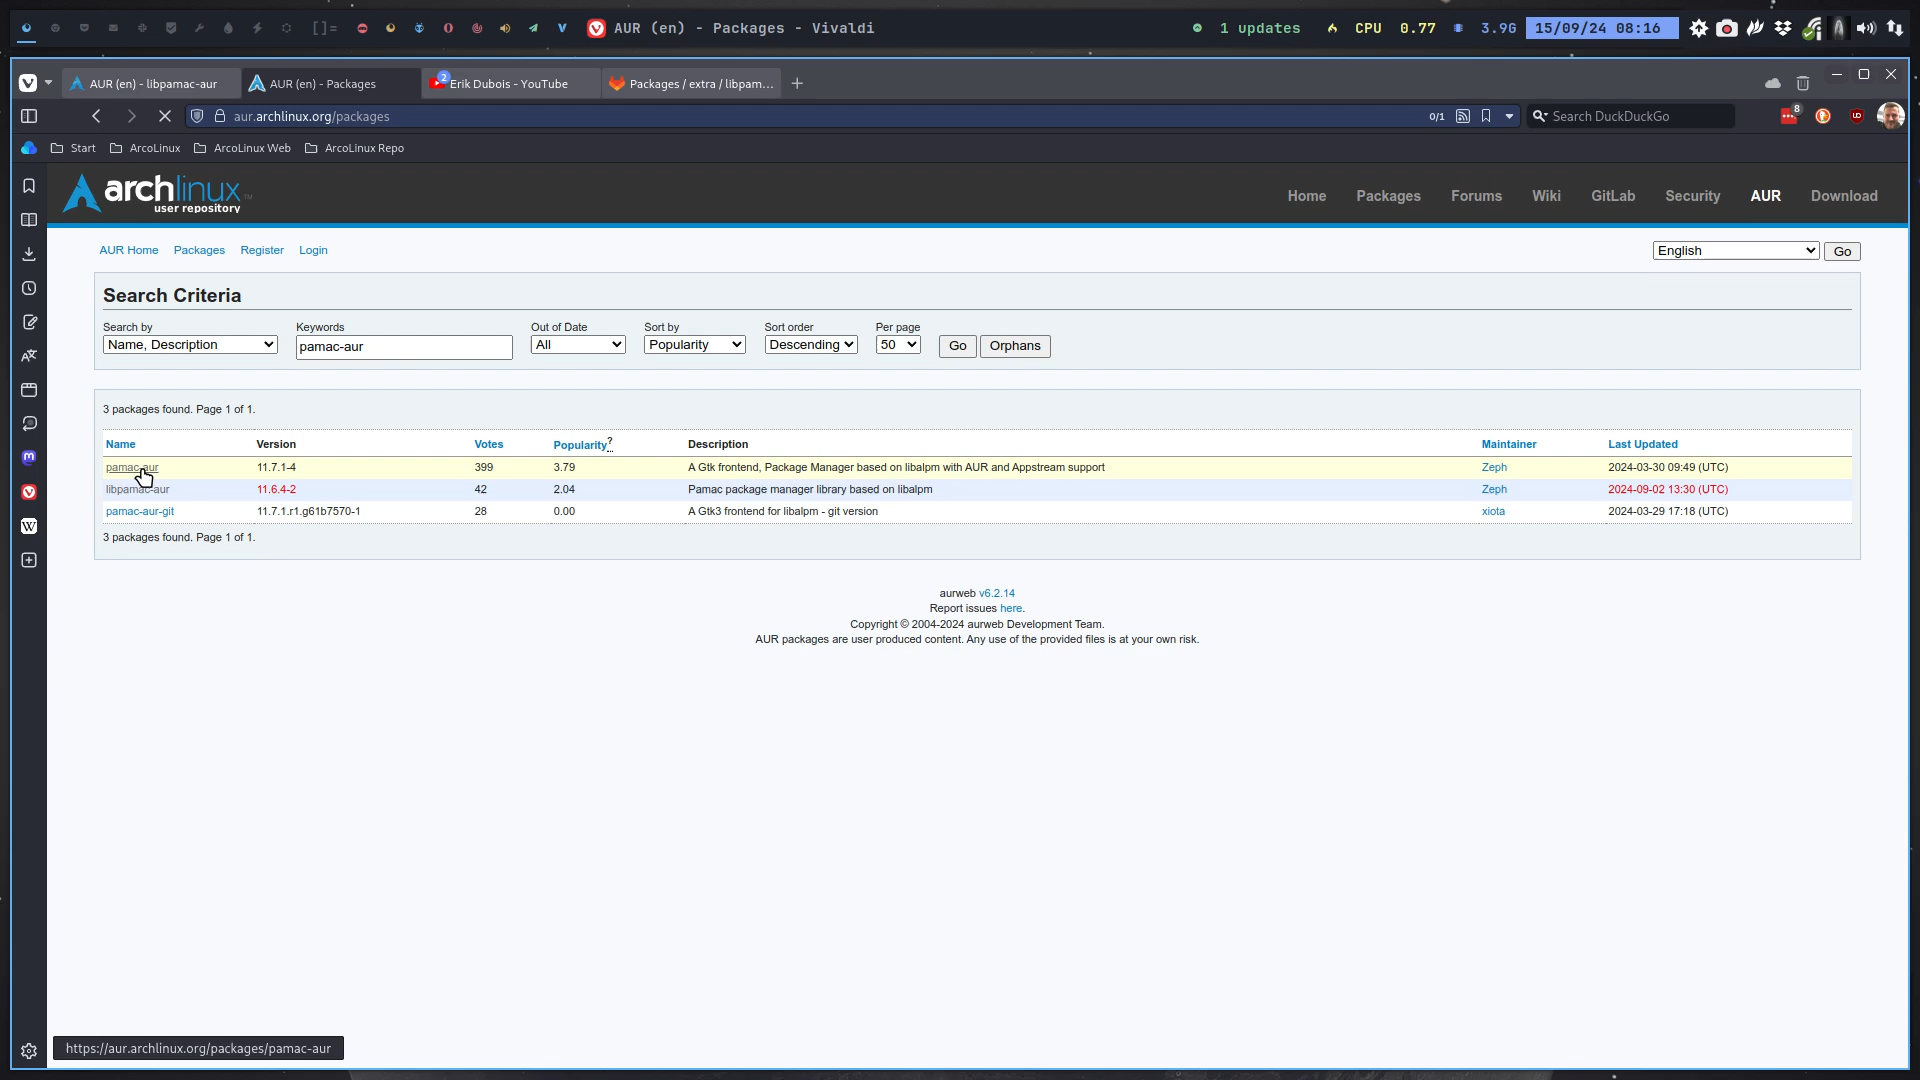 []= AUR (en) - Packages - Vivaldi 1 updates CPU 0.77 3.9G 15/09/24 08:16
AUR (en) - libpamac-aur AUR (en) - Packages 2 Erik Dubois - YouTube Packages / extra / libpam...
aur.archlinux.org/packages 0/1 Search DuckDuckGo 8
Start ArcoLinux ArcoLinux Web ArcoLinux Repo
archlinux
user repository
Home Packages Forums Wiki GitLab Security AUR Download
AUR Home Packages Register Login English Go
Search Criteria
Search by Keywords Out of Date Sort by Sort order Per page
Name, Description pamac-aur All Popularity Descending 50 Go Orphans
3 packages found. Page 1 of 1.
Name Version Votes Popularity? Description Maintainer Last Updated
pamac-aur 11.7.1-4 399 3.79 A Gtk frontend, Package Manager based on libalpm with AUR and Appstream support Zeph 2024-03-30 09:49 (UTC)
libpamac-aur 11.6.4-2 42 2.04 Pamac package manager library based on libalpm Zeph 2024-09-02 13:30 (UTC)
pamac-aur-git 11.7.1.r1.g61b7570-1 28 0.00 A Gtk3 frontend for libalpm - git version xiota 2024-03-29 17:18 (UTC)
3 packages found. Page 1 of 1.
aurweb v6.2.14
Report issues here.
Copyright © 2004-2024 aurweb Development Team.
AUR packages are user produced content. Any use of the provided files is at your own risk.
https://aur.archlinux.org/packages/pamac-aur